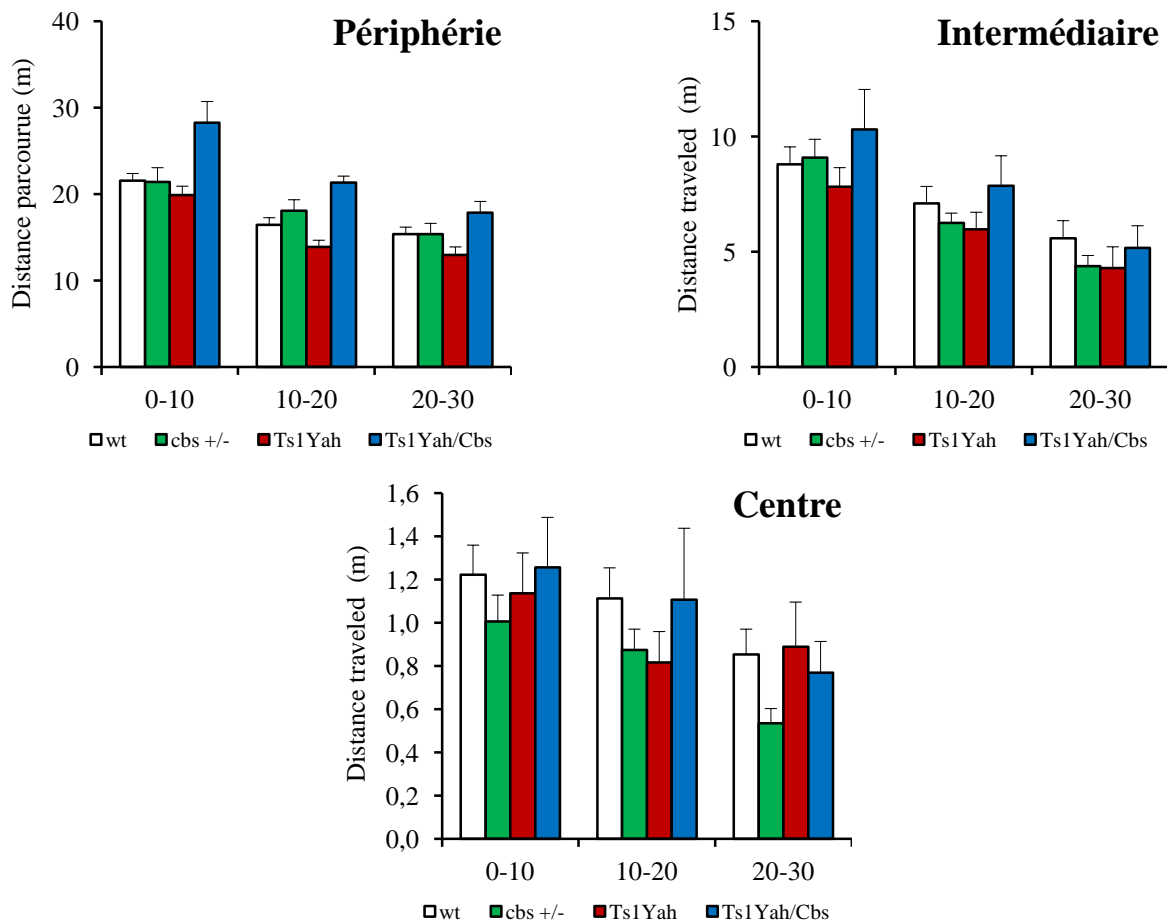 Périphérie
Distance parcourue (m)
40
30
20
10
0
0-10 10-20 20-30
wt cbs +/- Ts1Yah Ts1Yah/Cbs
Intermédiaire
Distance traveled (m)
15
10
5
0
0-10 10-20 20-30
wt cbs +/- Ts1Yah Ts1Yah/Cbs
Centre
Distance traveled (m)
1,6
1,4
1,2
1,0
0,8
0,6
0,4
0,2
0,0
0-10 10-20 20-30
wt cbs +/- Ts1Yah Ts1Yah/Cbs